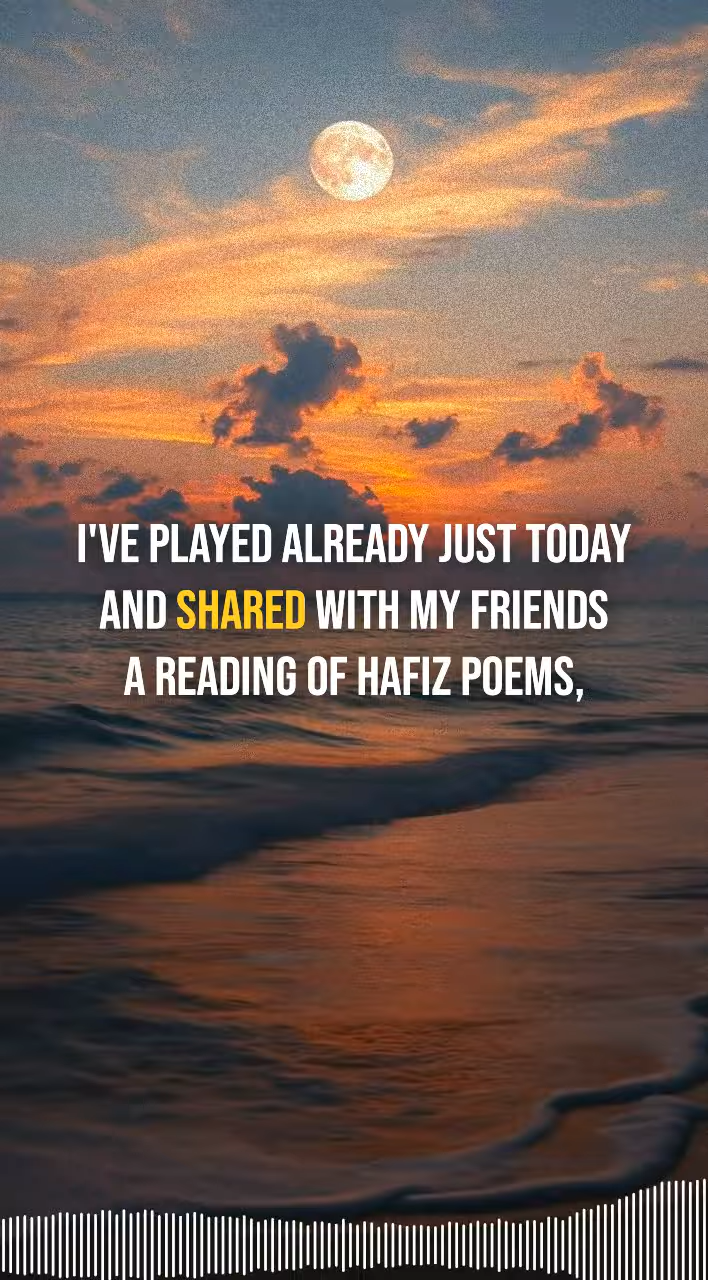 I'VE PLAYED ALREADY JUST TODAY
AND SHARED WITH MY FRIENDS
A READING OF HAFIZ POEMS,